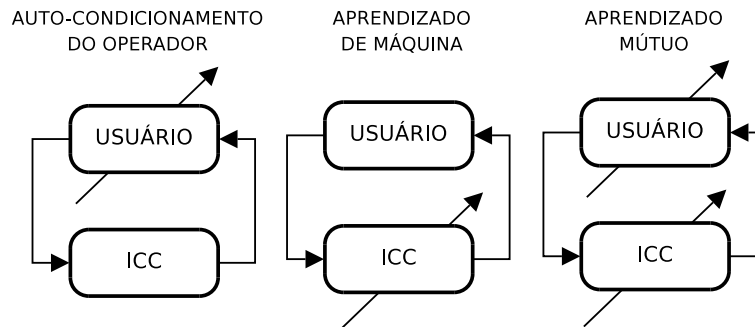 AUTO-CONDICIONAMENTO
DO OPERADOR
USUÁRIO
ICC
APRENDIZADO
DE MÁQUINA
USUÁRIO
ICC
APRENDIZADO
MÚTUO
USUÁRIO
ICC